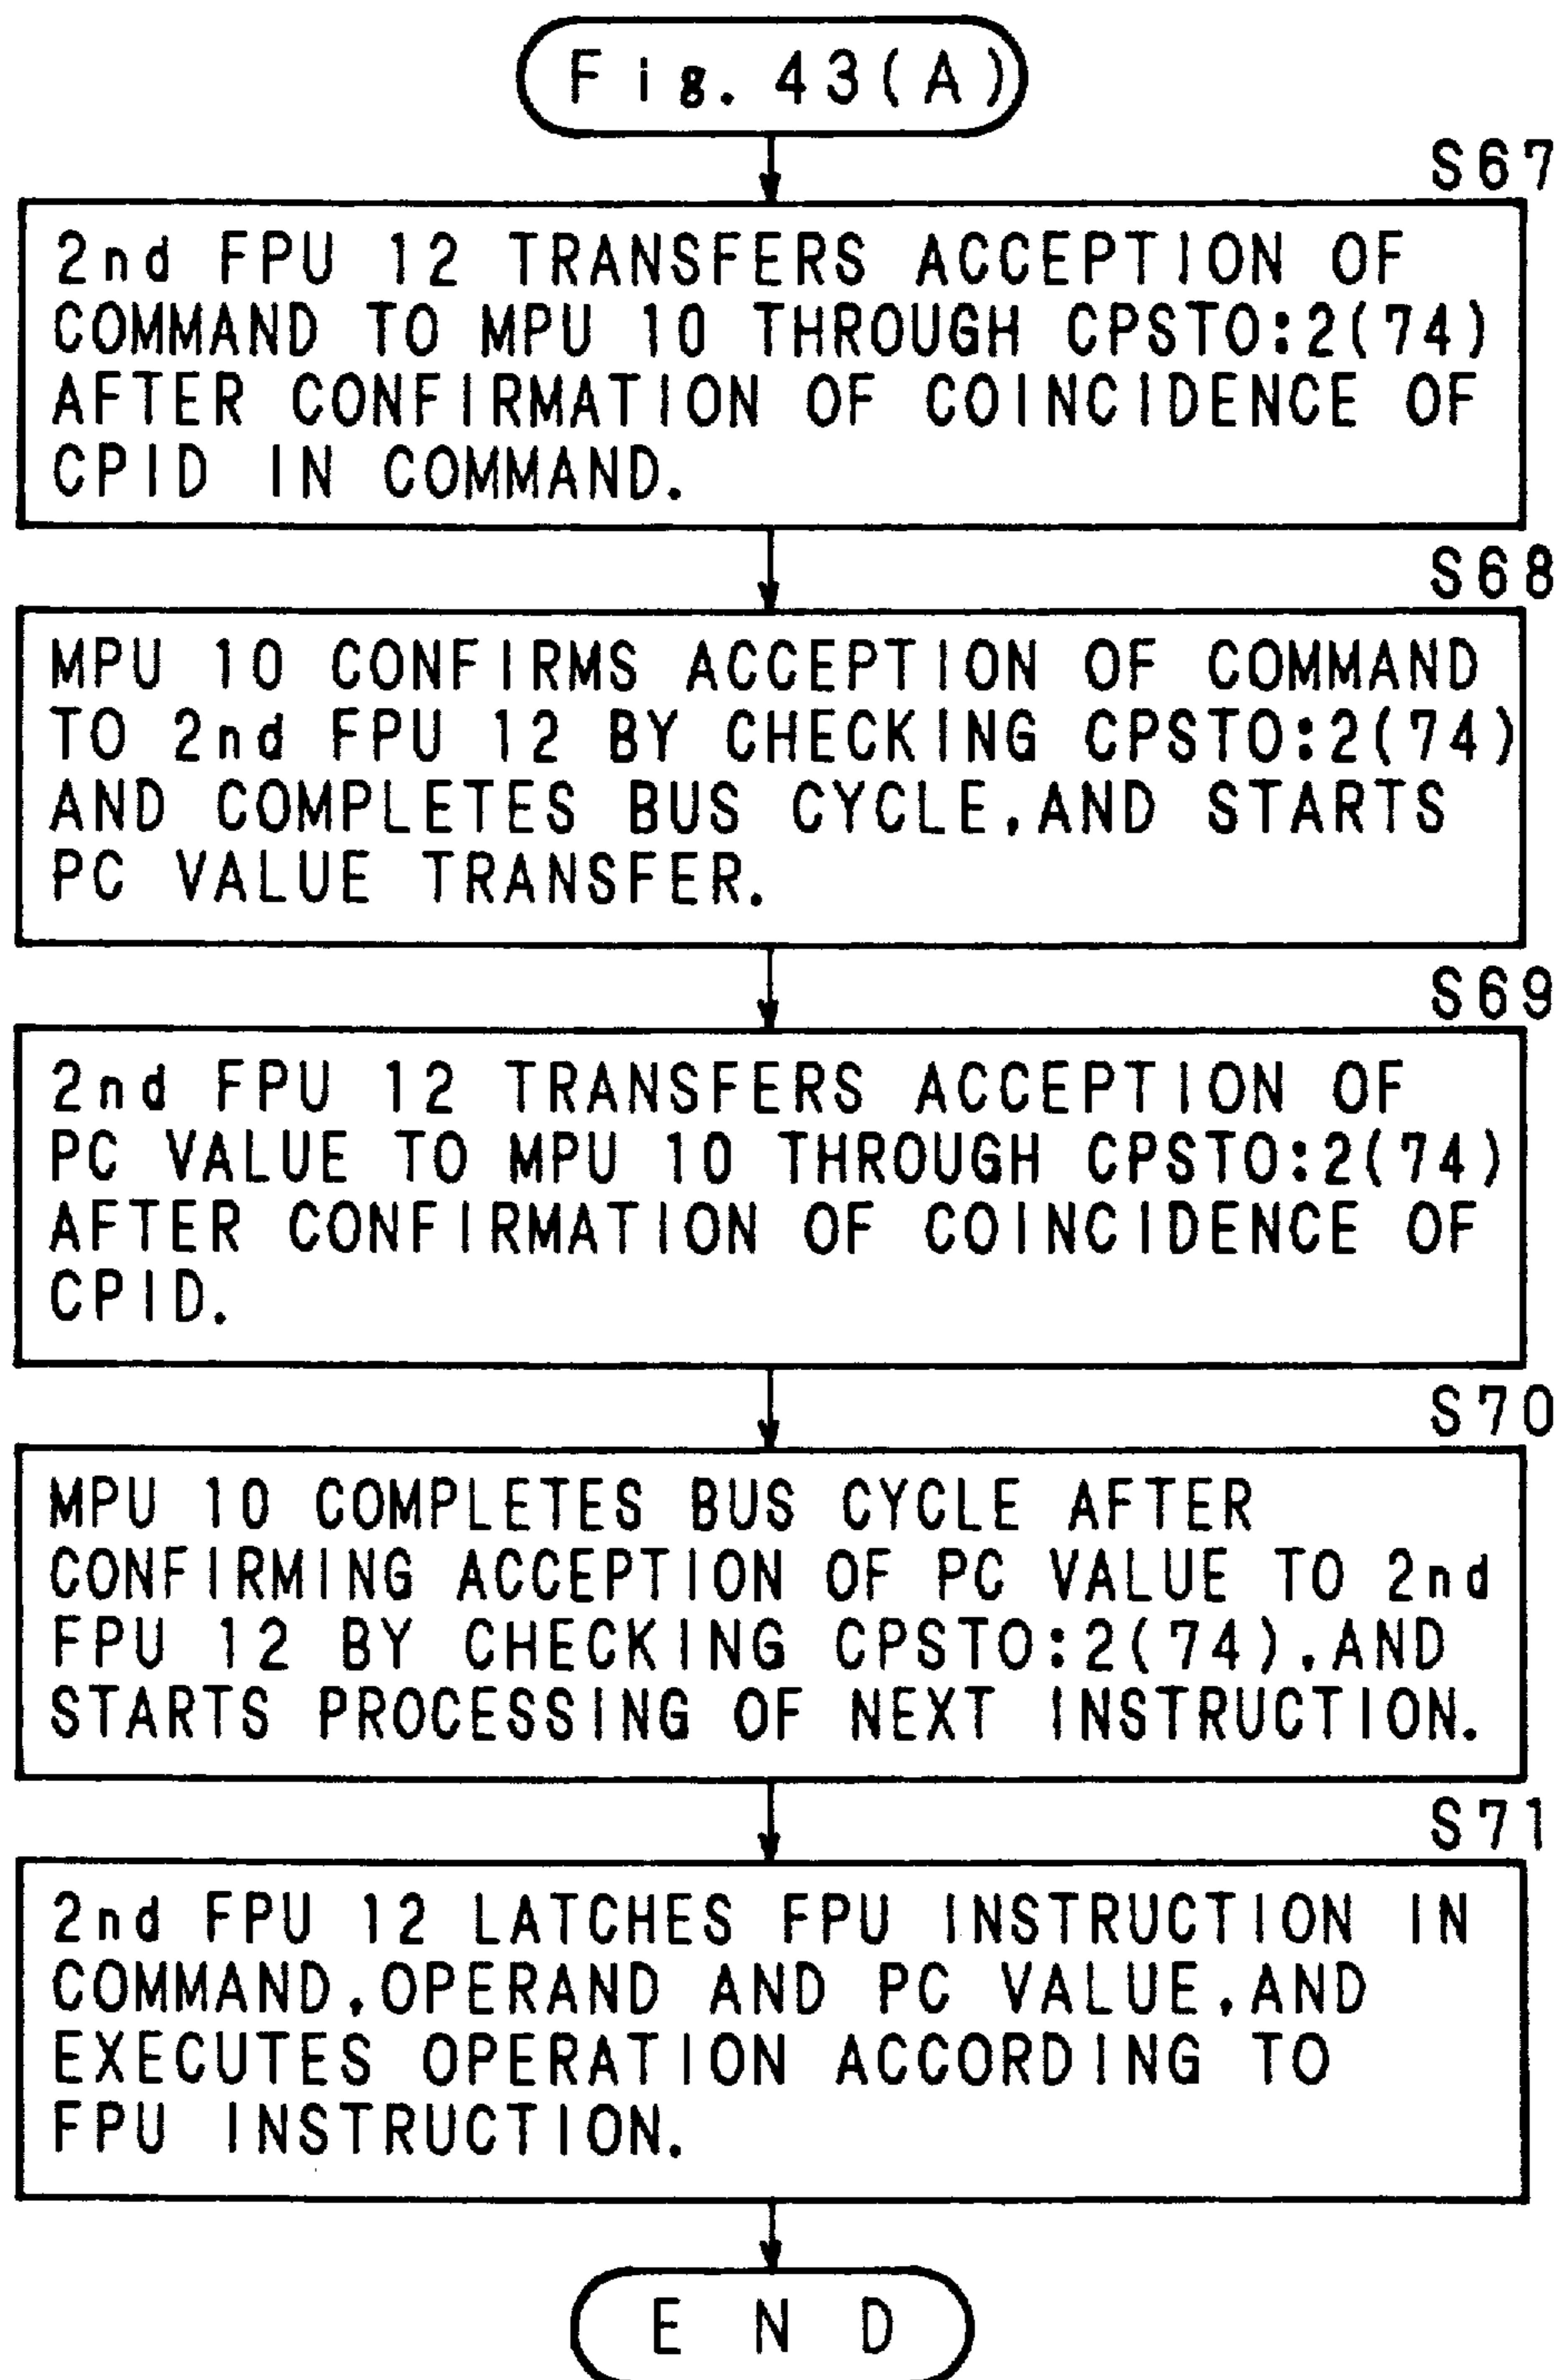 Fig. 43(A)
S67
2nd FPU 12 TRANSFERS ACCEPTION OF
COMMAND TO MPU 10 THROUGH CPST0:2(74)
AFTER CONFIRMATION OF COINCIDENCE OF
CPID IN COMMAND.
S68
MPU 10 CONFIRMS ACCEPTION OF COMMAND
TO 2nd FPU 12 BY CHECKING CPST0:2(74)
AND COMPLETES BUS CYCLE,AND STARTS
PC VALUE TRANSFER.
S69
2nd FPU 12 TRANSFERS ACCEPTION OF
PC VALUE TO MPU 10 THROUGH CPST0:2(74)
AFTER CONFIRMATION OF COINCIDENCE OF
CPID.
S70
MPU 10 COMPLETES BUS CYCLE AFTER
CONFIRMING ACCEPTION OF PC VALUE TO 2nd
FPU 12 BY CHECKING CPST0:2(74),AND
STARTS PROCESSING OF NEXT INSTRUCTION.
S71
2nd FPU 12 LATCHES FPU INSTRUCTION IN
COMMAND,OPERAND AND PC VALUE,AND
EXECUTES OPERATION ACCORDING TO
FPU INSTRUCTION.
END